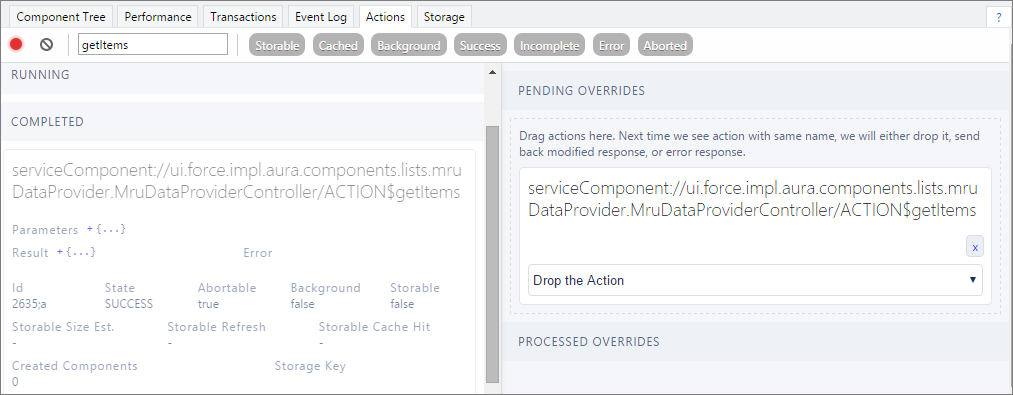 Component Tree Performance Transactions Event Log Actions Storage ?
getItems Storable Cached Background Success Incomplete Error Aborted
RUNNING
COMPLETED
serviceComponent://ui.force.impl.aura.components.lists.mru
DataProvider.MruDataProviderController/ACTION$getItems
Parameters +{...}
Result +{...} Error
Id State Abortable Background Storable
2635;a SUCCESS true false false
Storable Size Est. Storable Refresh Storable Cache Hit
- - -
Created Components Storage Key
0
PENDING OVERRIDES
Drag actions here. Next time we see action with same name, we will either drop it, send
back modified response, or error response.
serviceComponent://ui.force.impl.aura.components.lists.mru
DataProvider.MruDataProviderController/ACTION$getItems
x
Drop the Action
PROCESSED OVERRIDES